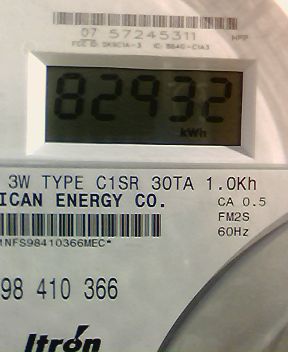 07 57245311
82932
kWh
3W TYPE C1SR 30TA 1.0Kh
ICAN ENERGY CO.
CA 0.5
FM2S
60Hz
NFS98410366MEC*
98 410 366
Itron